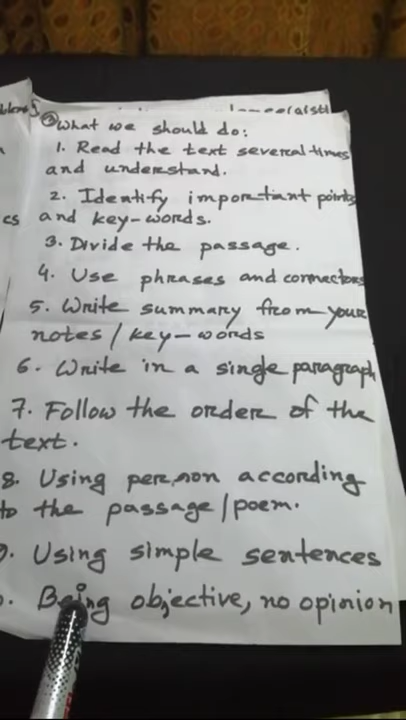 What we should do:
1. Read the text several times
and understand.
2. Identify important points
and key-words.
3. Divide the passage.
4. Use phrases and connectors
5. Write summary from your
notes / key-words
6. Write in a single paragraph
7. Follow the order of the
text.
8. Using person according
to the passage / poem.
9. Using simple sentences
Being objective, no opinion